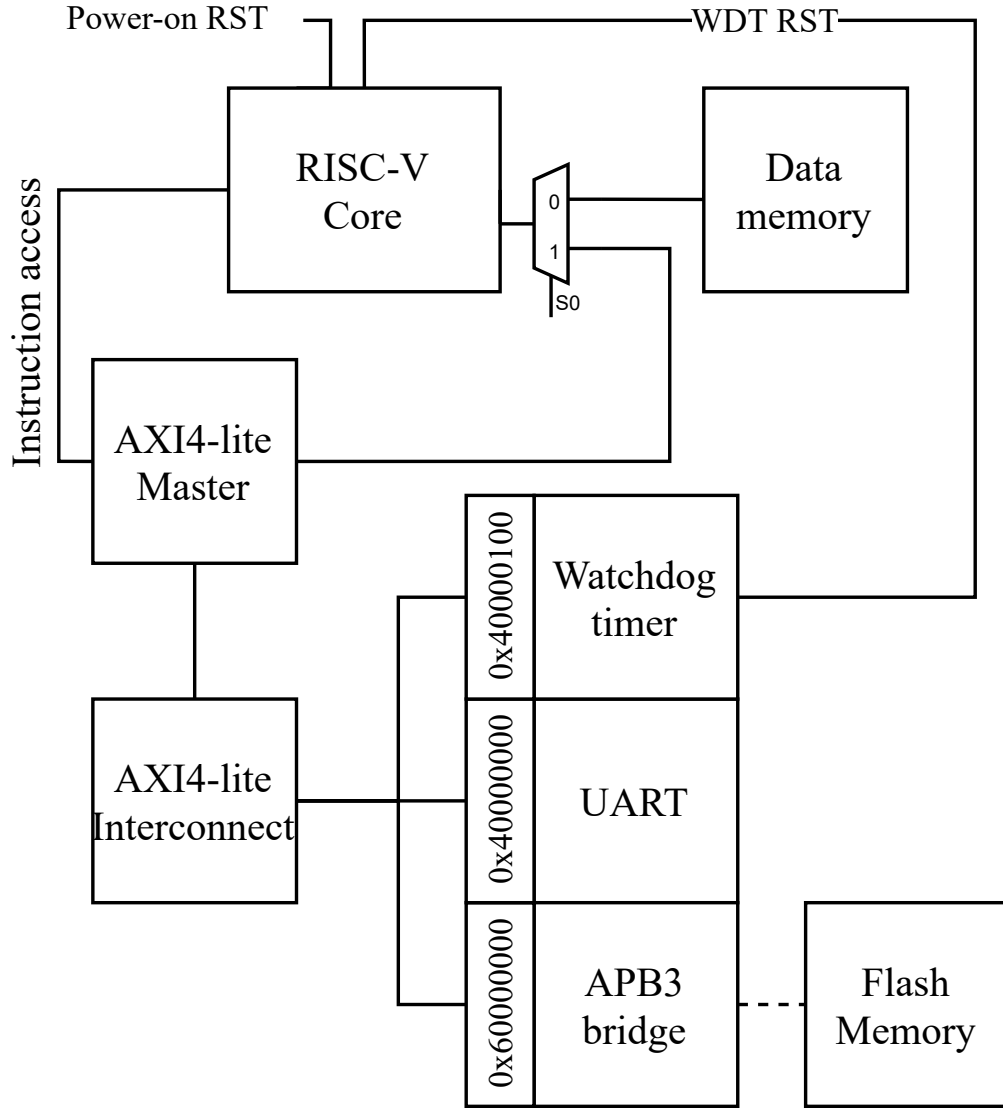 Power-on RST
WDT RST
RISC-V
Core
0
1
S0
Data
memory
Instruction access
AXI4-lite
Master
0x40000100
Watchdog
timer
AXI4-lite
Interconnect
0x40000000
UART
0x60000000
APB3
bridge
Flash
Memory